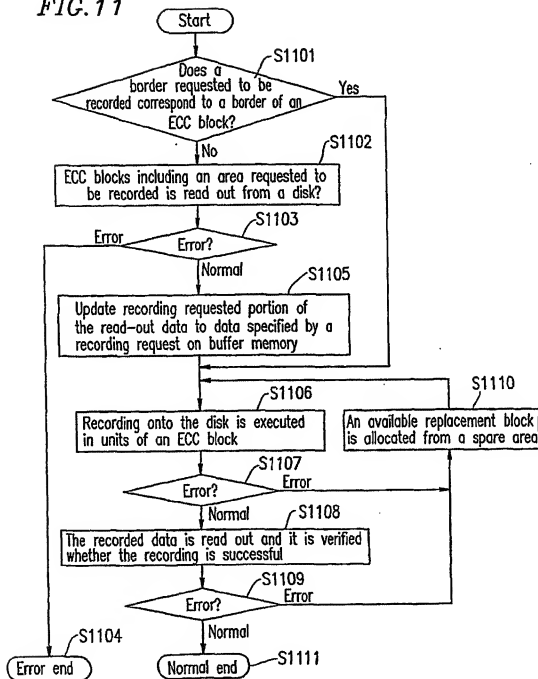 FIG. 11
Start
S1101
Does a
border requested to be
recorded correspond to a border of an
ECC block?
Yes
No
S1102
ECC blocks including an area requested to
be recorded is read out from a disk?
S1103
Error
Error?
Normal
S1105
Update recording requested portion of
the read-out data to data specified by a
recording request on buffer memory
S1106
S1110
Recording onto the disk is executed
in units of an ECC block
An available replacement block
is allocated from a spare area
S1107
Error?
Error
Normal
S1108
The recorded data is read out and it is verified
whether the recording is successful
S1109
Error?
Error
Normal
S1104
Error end
Normal end
S1111